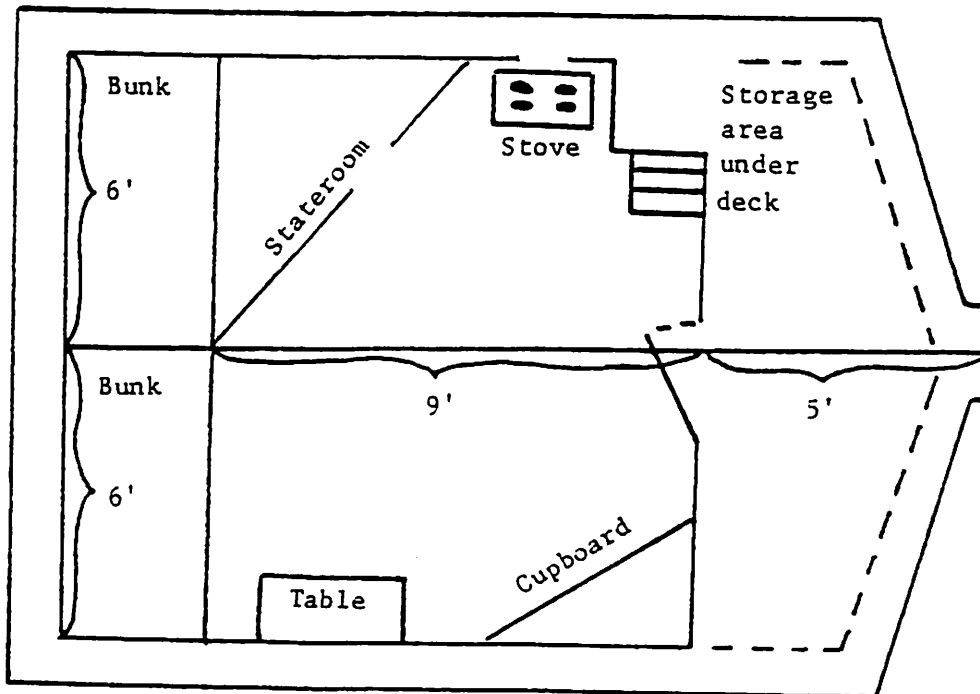 Bunk
6'
Stateroom
Stove
Storage
area
under
deck
Bunk
6'
9'
5'
Table
Cupboard